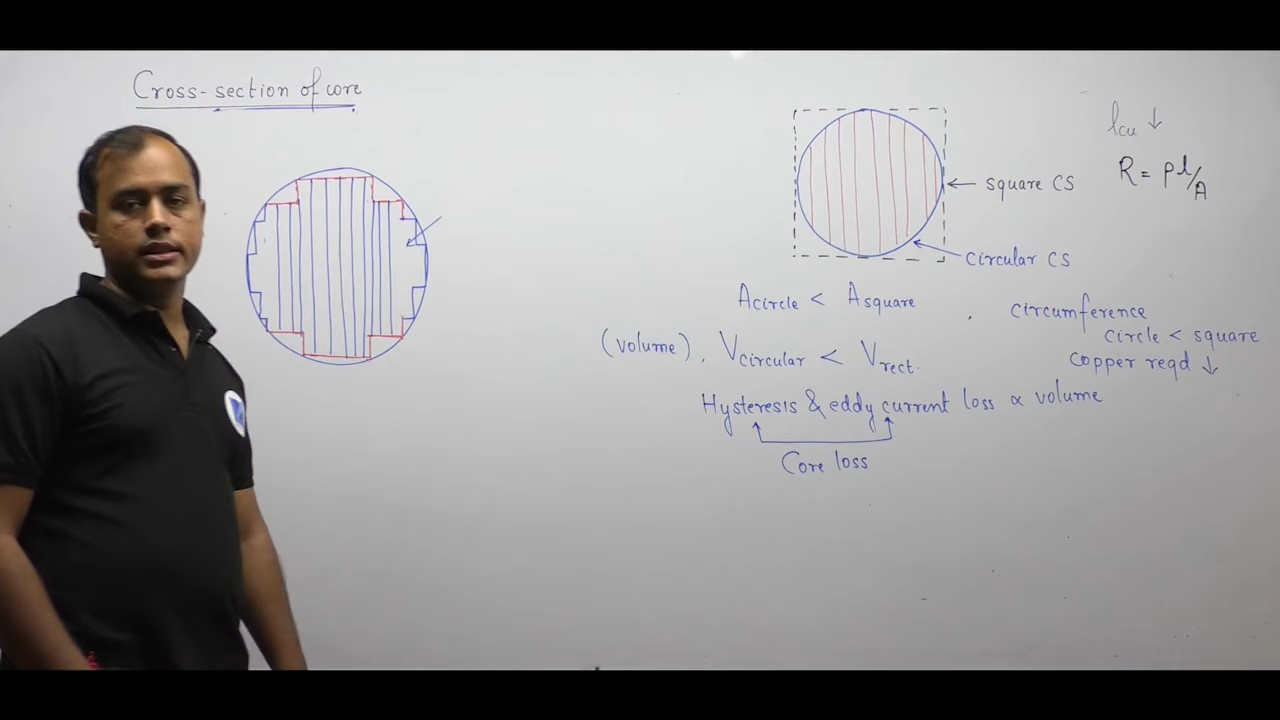 Cross-section of core
lcu ↓
R = ρl/A
square CS
circular CS
Acircle < Asquare
circumference
circle < square
(volume). Vcircular < Vrect.
copper reqd ↓
Hysteresis & eddy current loss ∝ volume
Core loss